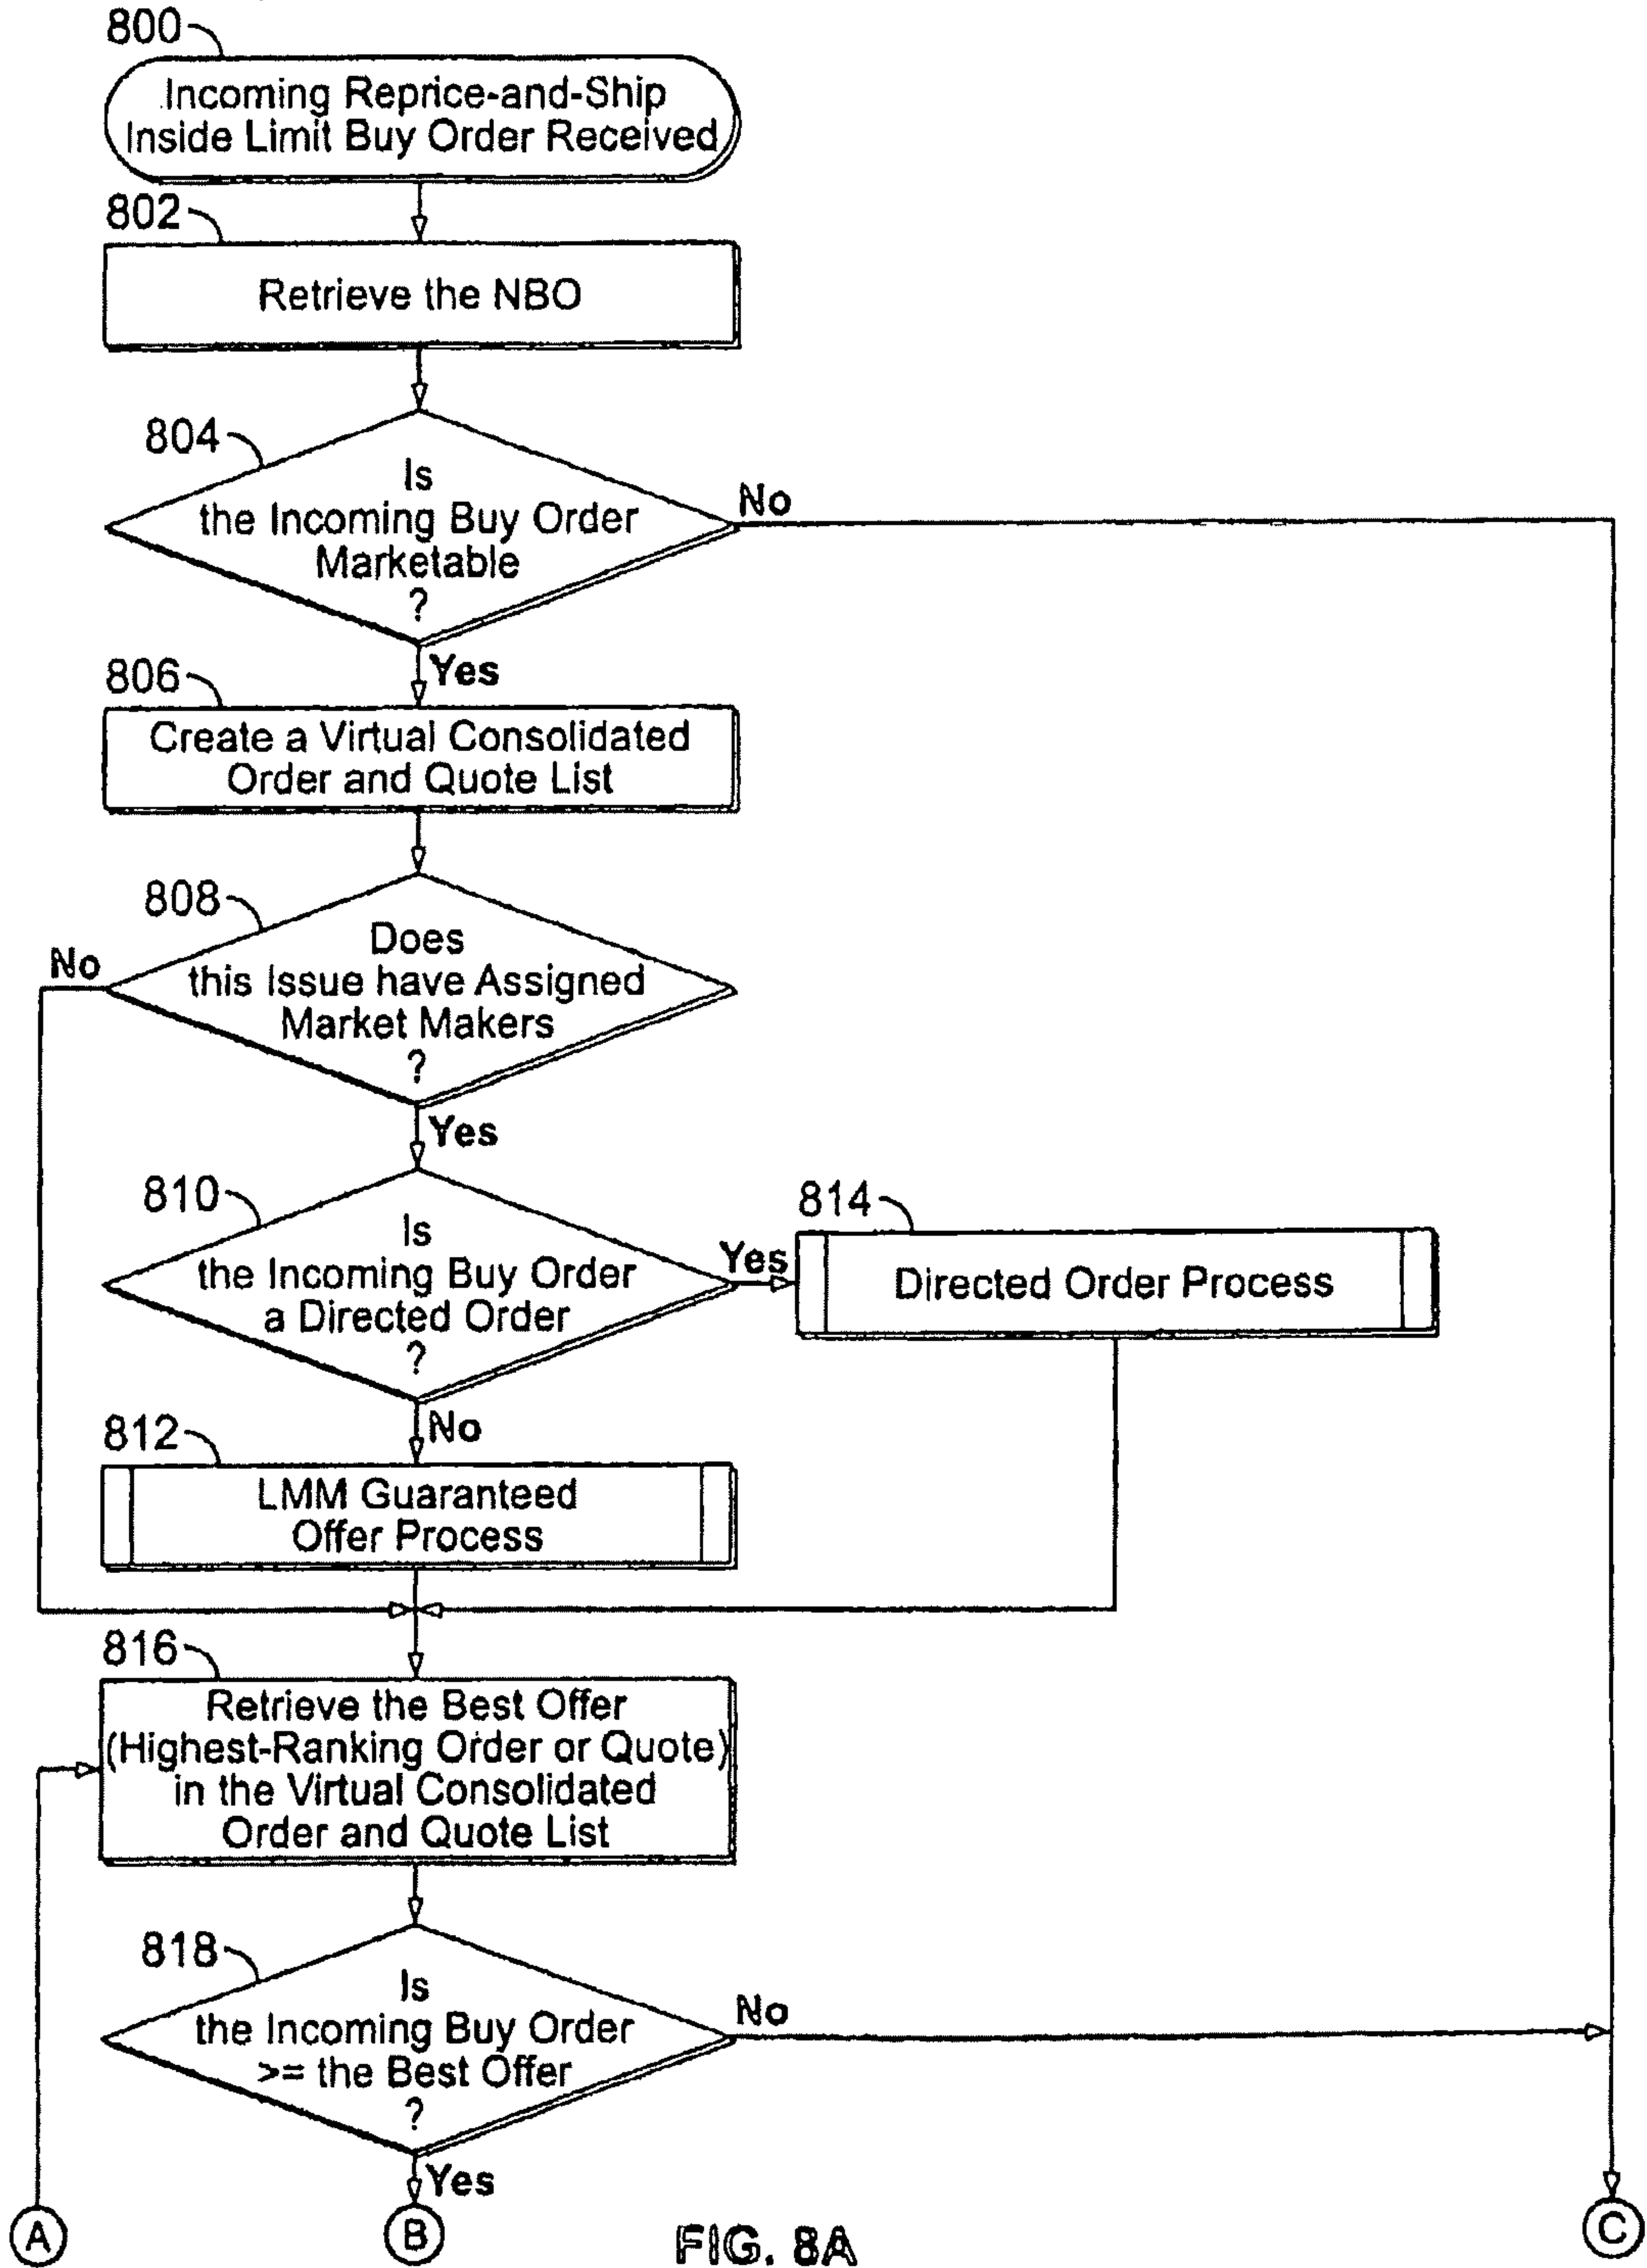 800
Incoming Reprice-and-Ship
Inside Limit Buy Order Received
802
Retrieve the NBO
804
Is
the Incoming Buy Order
Marketable
?
No
Yes
806
Create a Virtual Consolidated
Order and Quote List
808
Does
this Issue have Assigned
Market Makers
?
No
Yes
810
Is
the Incoming Buy Order
a Directed Order
?
Yes
814
Directed Order Process
No
812
LMM Guaranteed
Offer Process
816
Retrieve the Best Offer
(Highest-Ranking Order or Quote)
in the Virtual Consolidated
Order and Quote List
818
Is
the Incoming Buy Order
>= the Best Offer
?
No
Yes
A
B
C
FIG. 8A